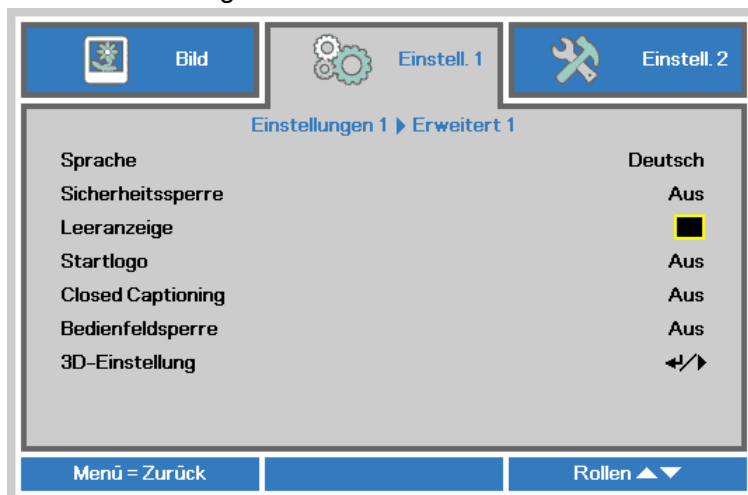 Bild
Einstell. 1
Einstell. 2
Einstellungen 1 ▶ Erweitert 1
Sprache Deutsch
Sicherheitssperre Aus
Leeranzeige
Startlogo Aus
Closed Captioning Aus
Bedienfeldsperre Aus
3D-Einstellung ↵/▶
Menü = Zurück
Rollen ▲▼